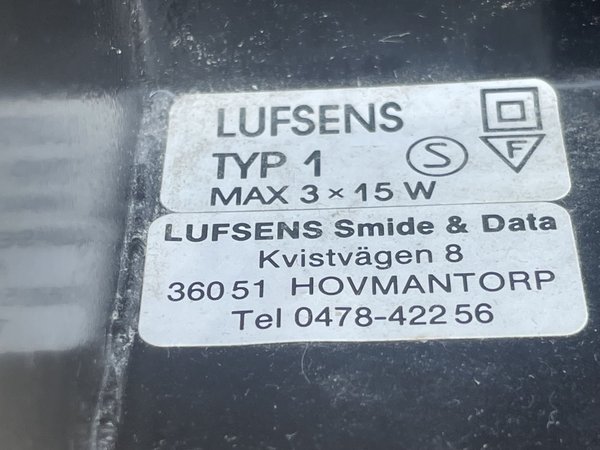 LUFSENS
TYP 1 S F
MAX 3 × 15 W
LUFSENS Smide & Data
Kvistvägen 8
360 51 HOVMANTORP
Tel 0478-422 56